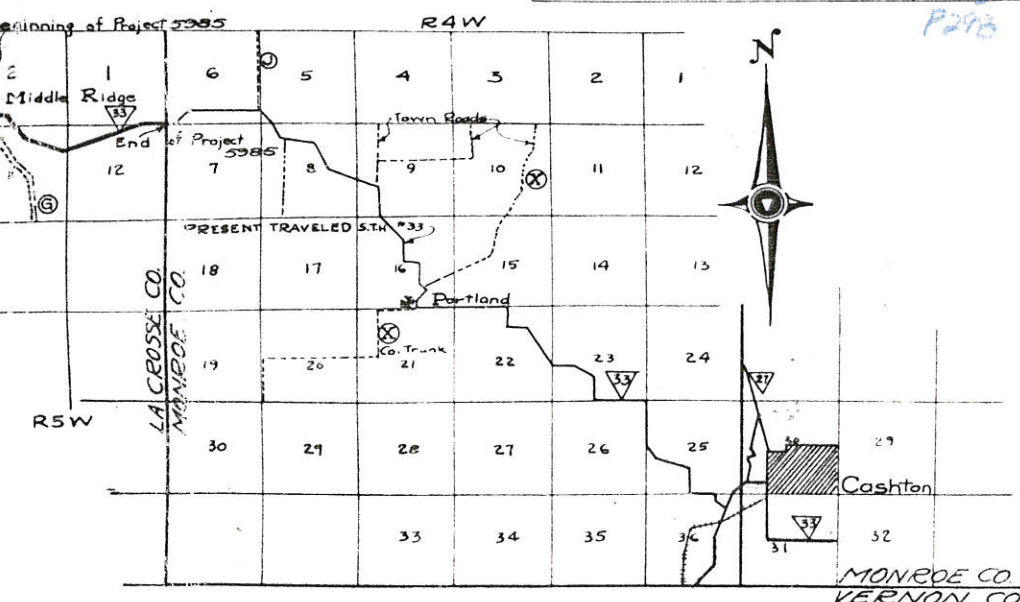 Beginning of Project 5985
R4W
P29B
N
2 1 6 J 5 4 3 2 1
Middle Ridge
33
Town Roads
End of Project
5985
12 7 8 9 10 11 12
X
G
PRESENT TRAVELED S.T.H #33
18 17 16 15 14 13
LA CROSSE CO.
MONROE CO.
Portland
X
Co. Trunk
19 20 21 22 23 24
33
27
R5W
30 29 28 27 26 25 30 29
Cashton
33 34 35 36 31 33 32
MONROE CO.
VERNON CO.